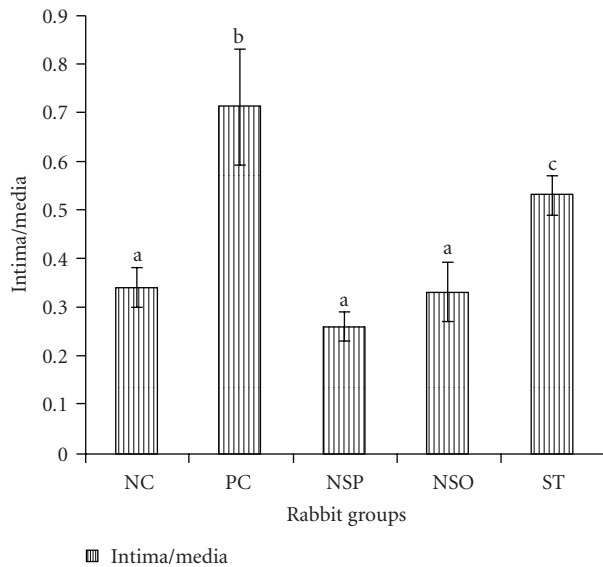 0.9
0.8
0.7
0.6
0.5
0.4
0.3
0.2
0.1
0
Intima/media
a
b
a
a
c
NC PC NSP NSO ST
Rabbit groups
Intima/media